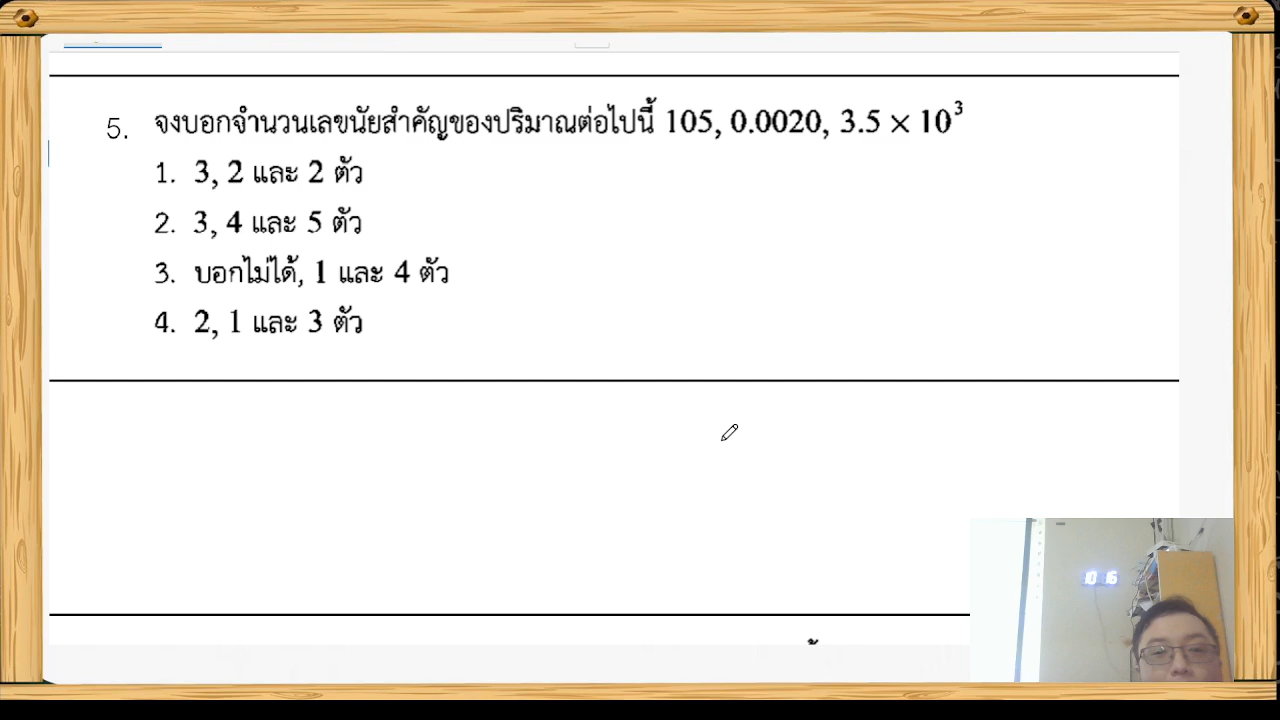 5. จงบอกจำนวนเลขนัยสำคัญของปริมาณต่อไปนี้ 105, 0.0020, 3.5 × 10³
1. 3, 2 และ 2 ตัว
2. 3, 4 และ 5 ตัว
3. บอกไม่ได้, 1 และ 4 ตัว
4. 2, 1 และ 3 ตัว
10 16